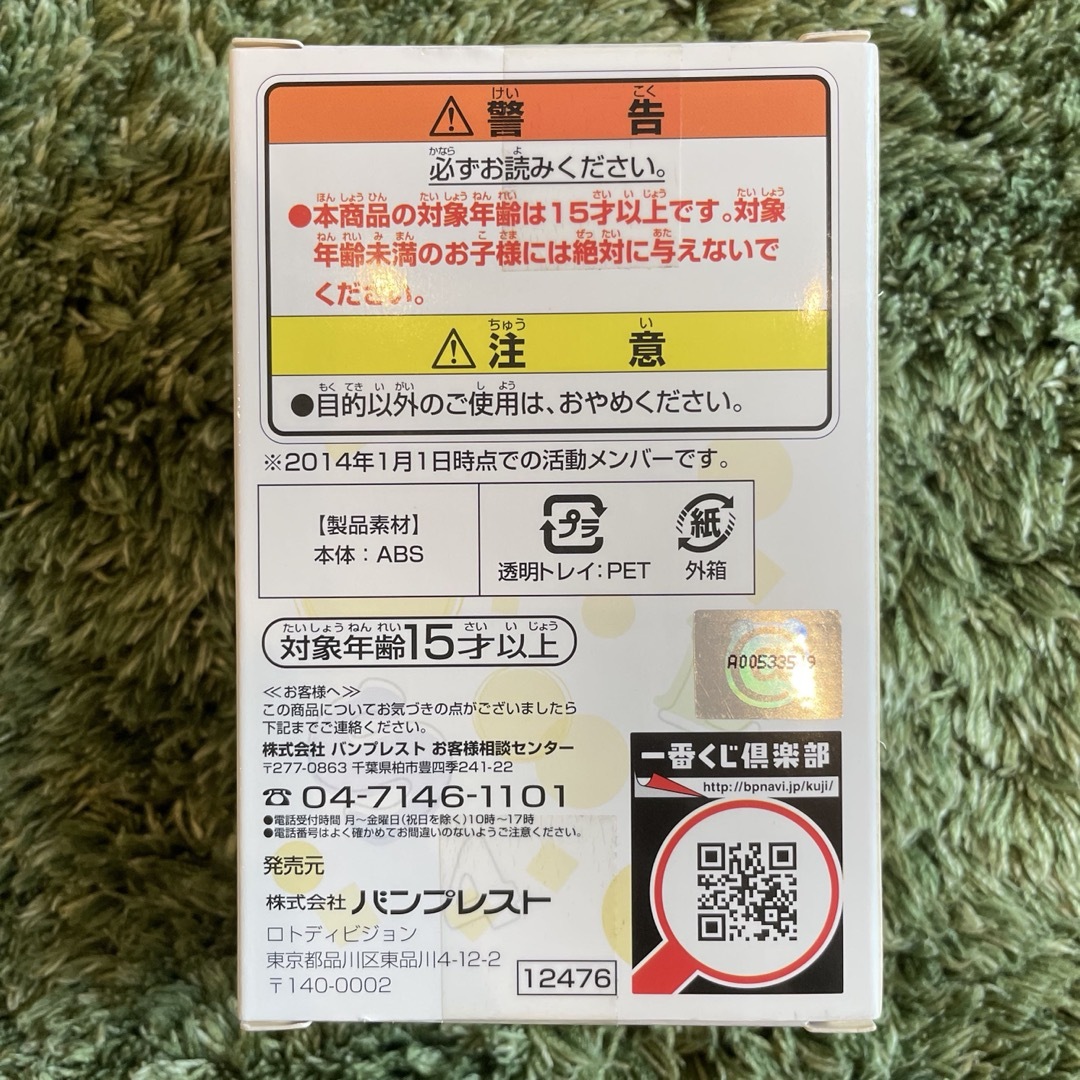 警告
必ずお読みください。
●本商品の対象年齢は15才以上です。対象
年齢未満のお子様には絶対に与えないで
ください。
注意
●目的以外のご使用は、おやめください。
※2014年1月1日時点での活動メンバーです。
【製品素材】
本体：ABS
プラ
透明トレイ：PET
紙
外箱
対象年齢15才以上
≪お客様へ≫
この商品についてお気づきの点がございましたら
下記までご連絡ください。
株式会社 バンプレスト お客様相談センター
〒277-0863 千葉県柏市豊四季241-22
☎ 04-7146-1101
●電話受付時間 月～金曜日(祝日を除く)10時～17時
●電話番号はよく確かめてお間違いのないようご注意ください。
発売元
株式会社 バンプレスト
ロトディビジョン
東京都品川区東品川4-12-2
〒140-0002
12476
一番くじ倶楽部
http://bpnavi.jp/kuji/